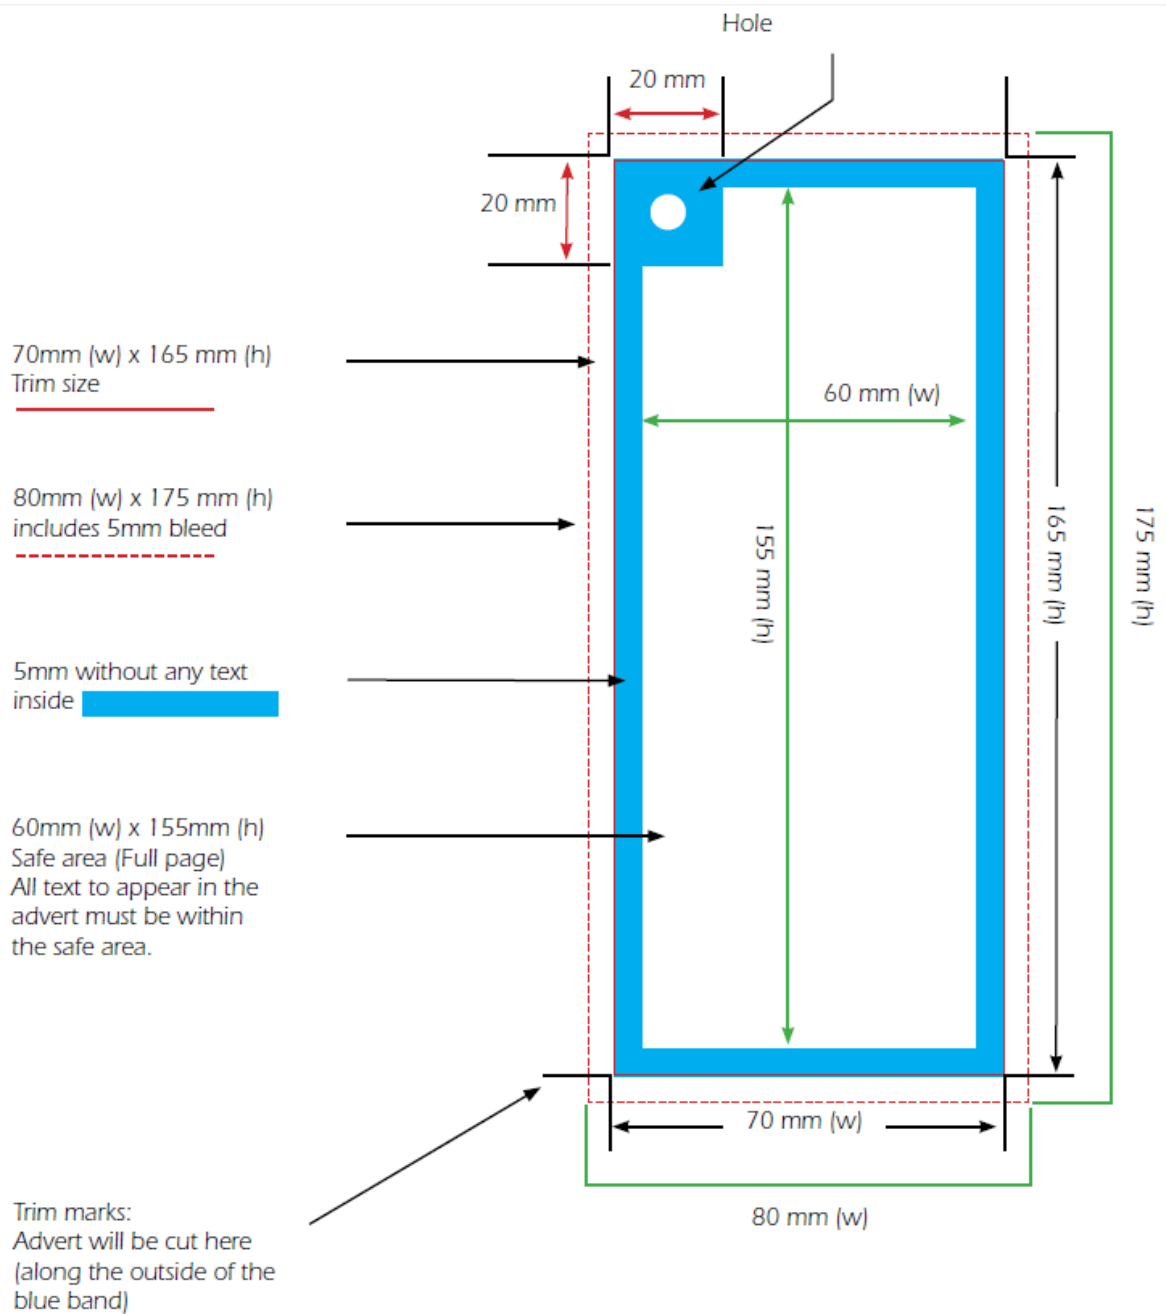 Hole
20 mm
20 mm
70mm (w) x 165 mm (h)
Trim size
60 mm (w)
80mm (w) x 175 mm (h)
includes 5mm bleed
155 mm (h)
165 mm (h)
175 mm (h)
5mm without any text
inside
60mm (w) x 155mm (h)
Safe area (Full page)
All text to appear in the
advert must be within
the safe area.
70 mm (w)
80 mm (w)
Trim marks:
Advert will be cut here
(along the outside of the
blue band)